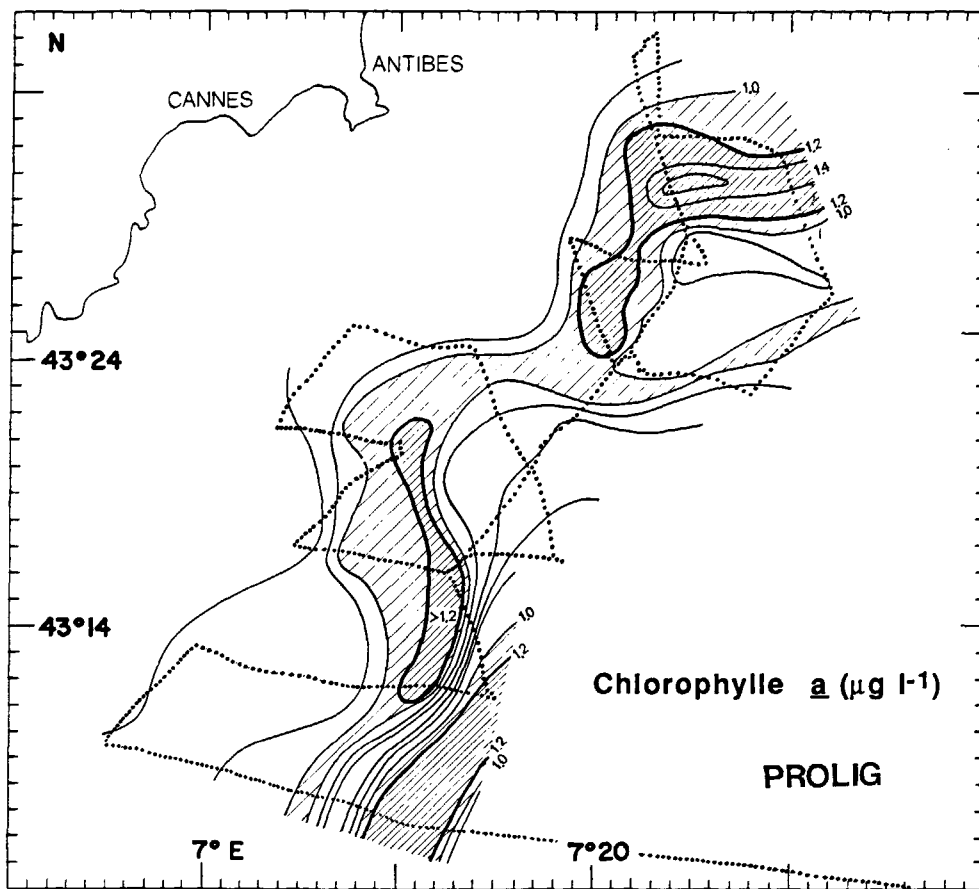 N
ANTIBES
CANNES
1,0
1,2
1,4
1,2
1,0
43° 24
43° 14
>1,2
1,0
1,2
Chlorophylle a (µg l-1)
1,2
1,0
PROLIG
7° E
7° 20